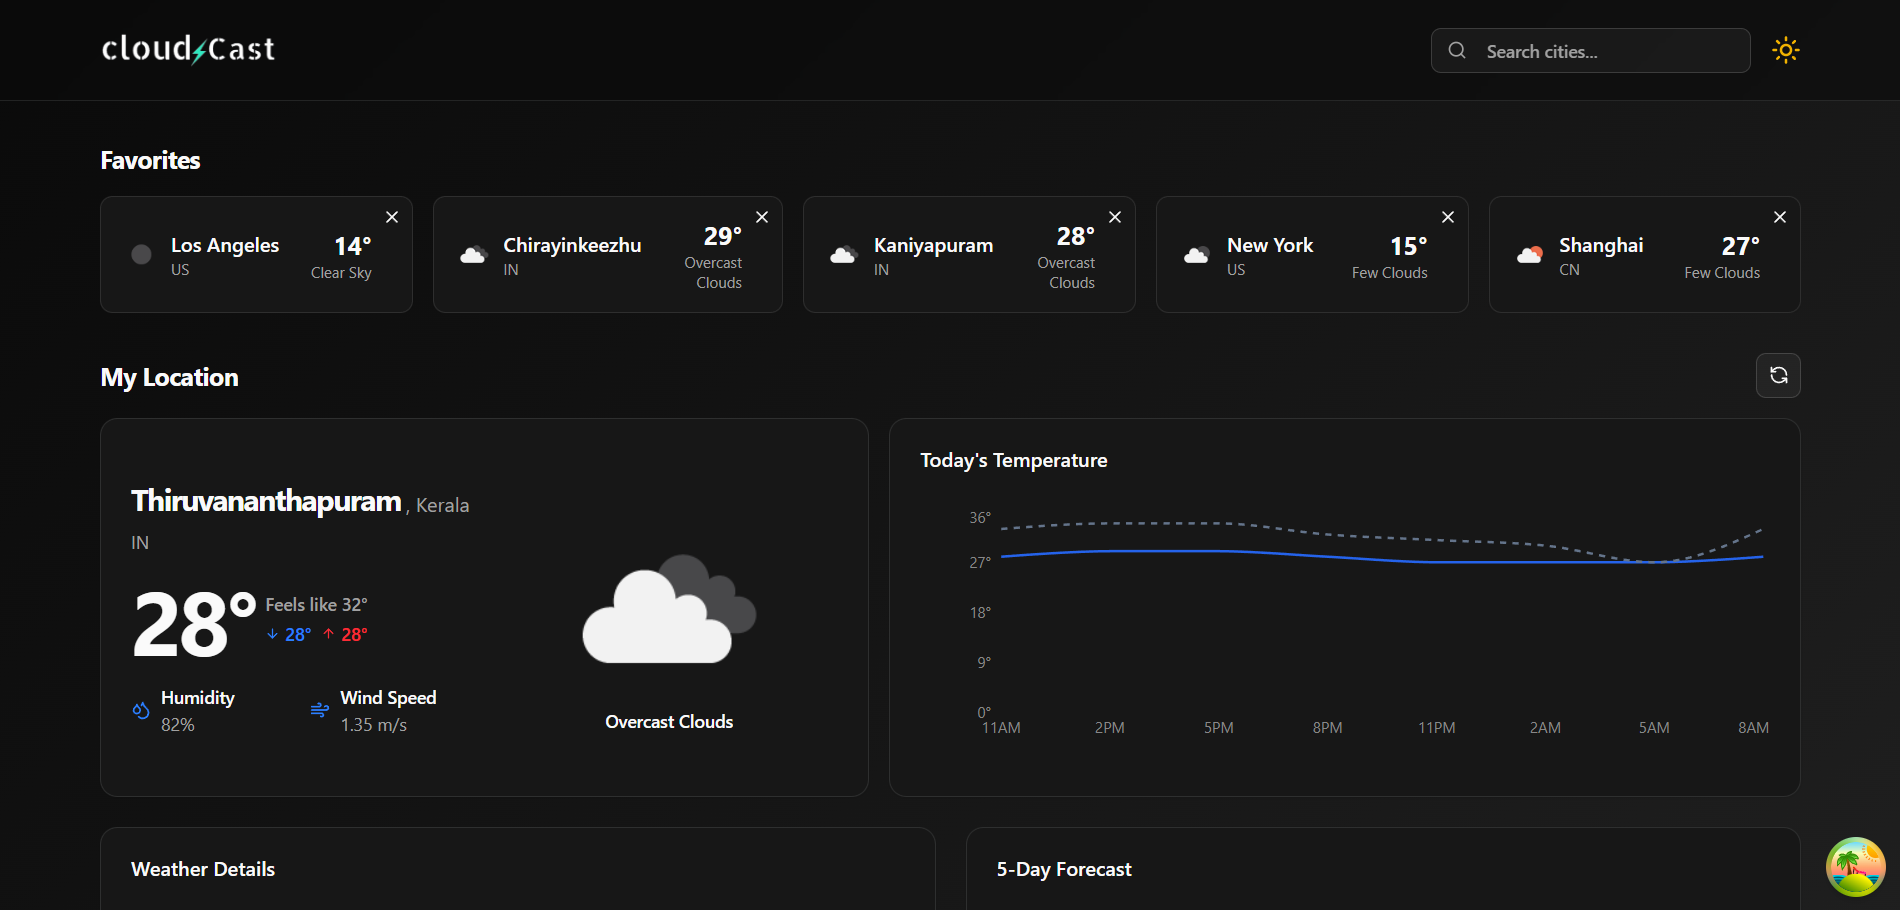 cloudCast
Search cities...
Favorites
Los Angeles
US
14°
Clear Sky
Chirayinkeezhu
IN
29°
Overcast
Clouds
Kaniyapuram
IN
28°
Overcast
Clouds
New York
US
15°
Few Clouds
Shanghai
CN
27°
Few Clouds
My Location
Thiruvananthapuram , Kerala
IN
28°
Feels like 32°
↓ 28° ↑ 28°
Humidity
82%
Wind Speed
1.35 m/s
Overcast Clouds
Today's Temperature
36°
27°
18°
9°
0°
11AM 2PM 5PM 8PM 11PM 2AM 5AM 8AM
Weather Details
5-Day Forecast